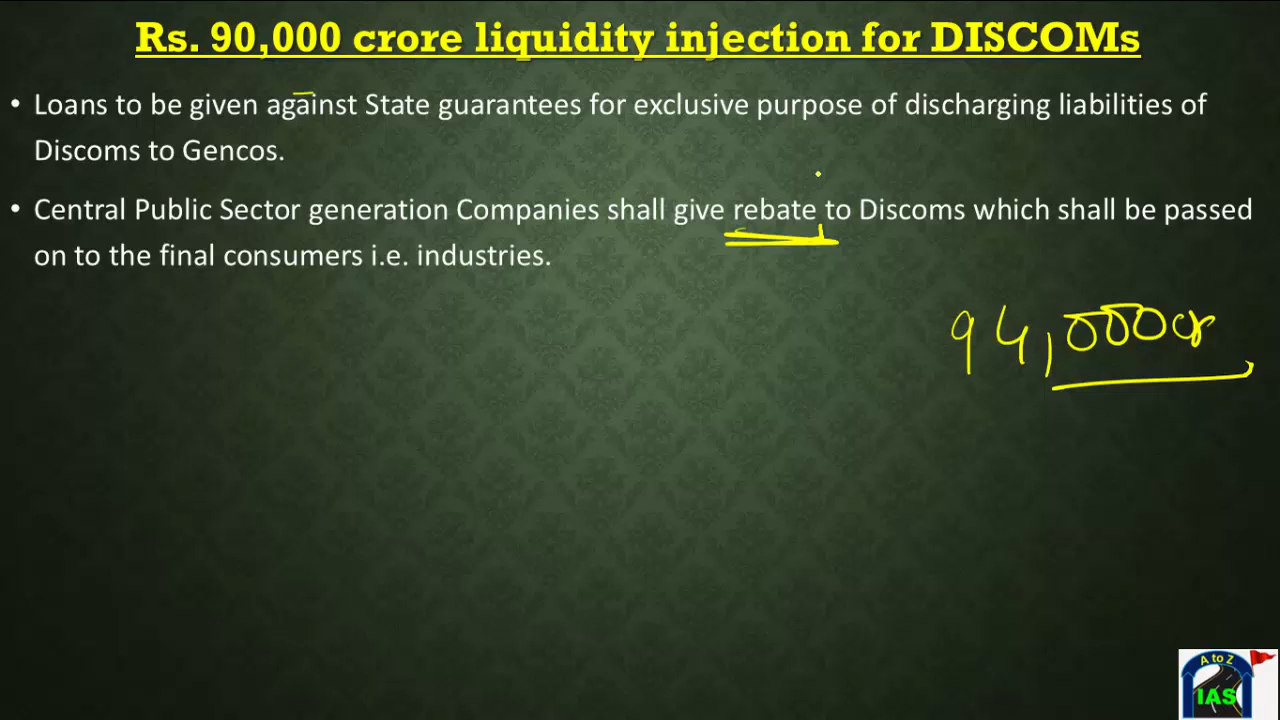 Rs. 90,000 crore liquidity injection for DISCOMs
• Loans to be given against State guarantees for exclusive purpose of discharging liabilities of
Discoms to Gencos.
• Central Public Sector generation Companies shall give rebate to Discoms which shall be passed
on to the final consumers i.e. industries.
94,000cr
A to Z
IAS